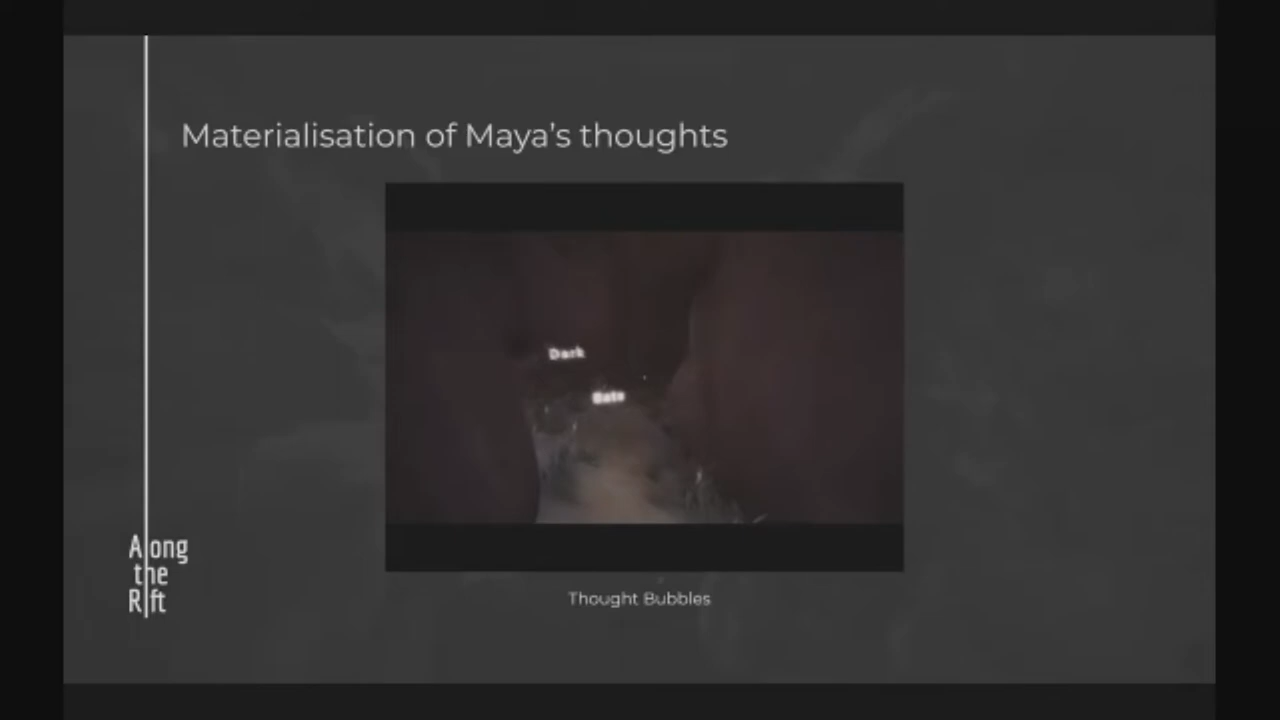 Materialisation of Maya's thoughts
Dark
Bats
Thought Bubbles
Along
the
Rift